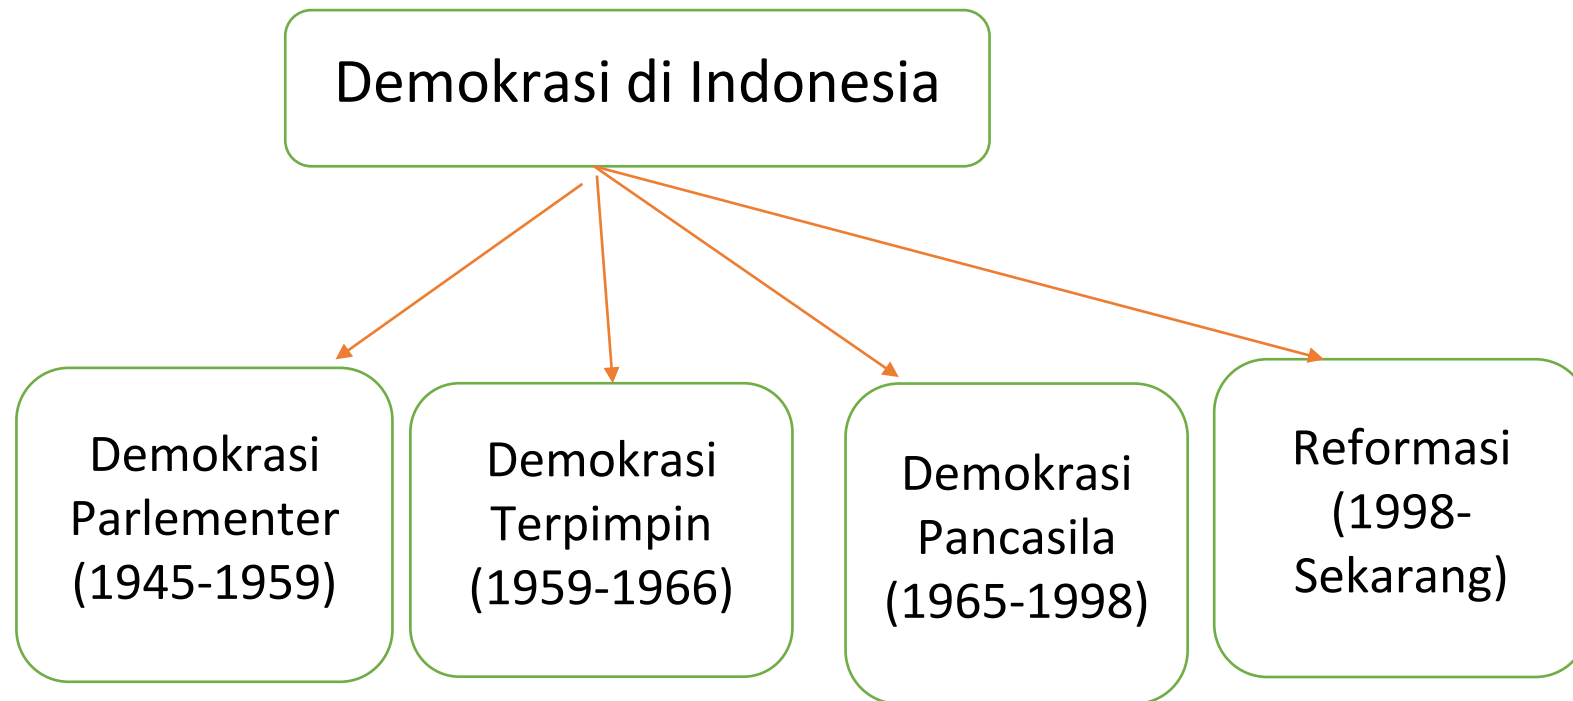 Demokrasi di Indonesia
Demokrasi
Parlementer
(1945-1959)
Demokrasi
Terpimpin
(1959-1966)
Demokrasi
Pancasila
(1965-1998)
Reformasi
(1998-
Sekarang)